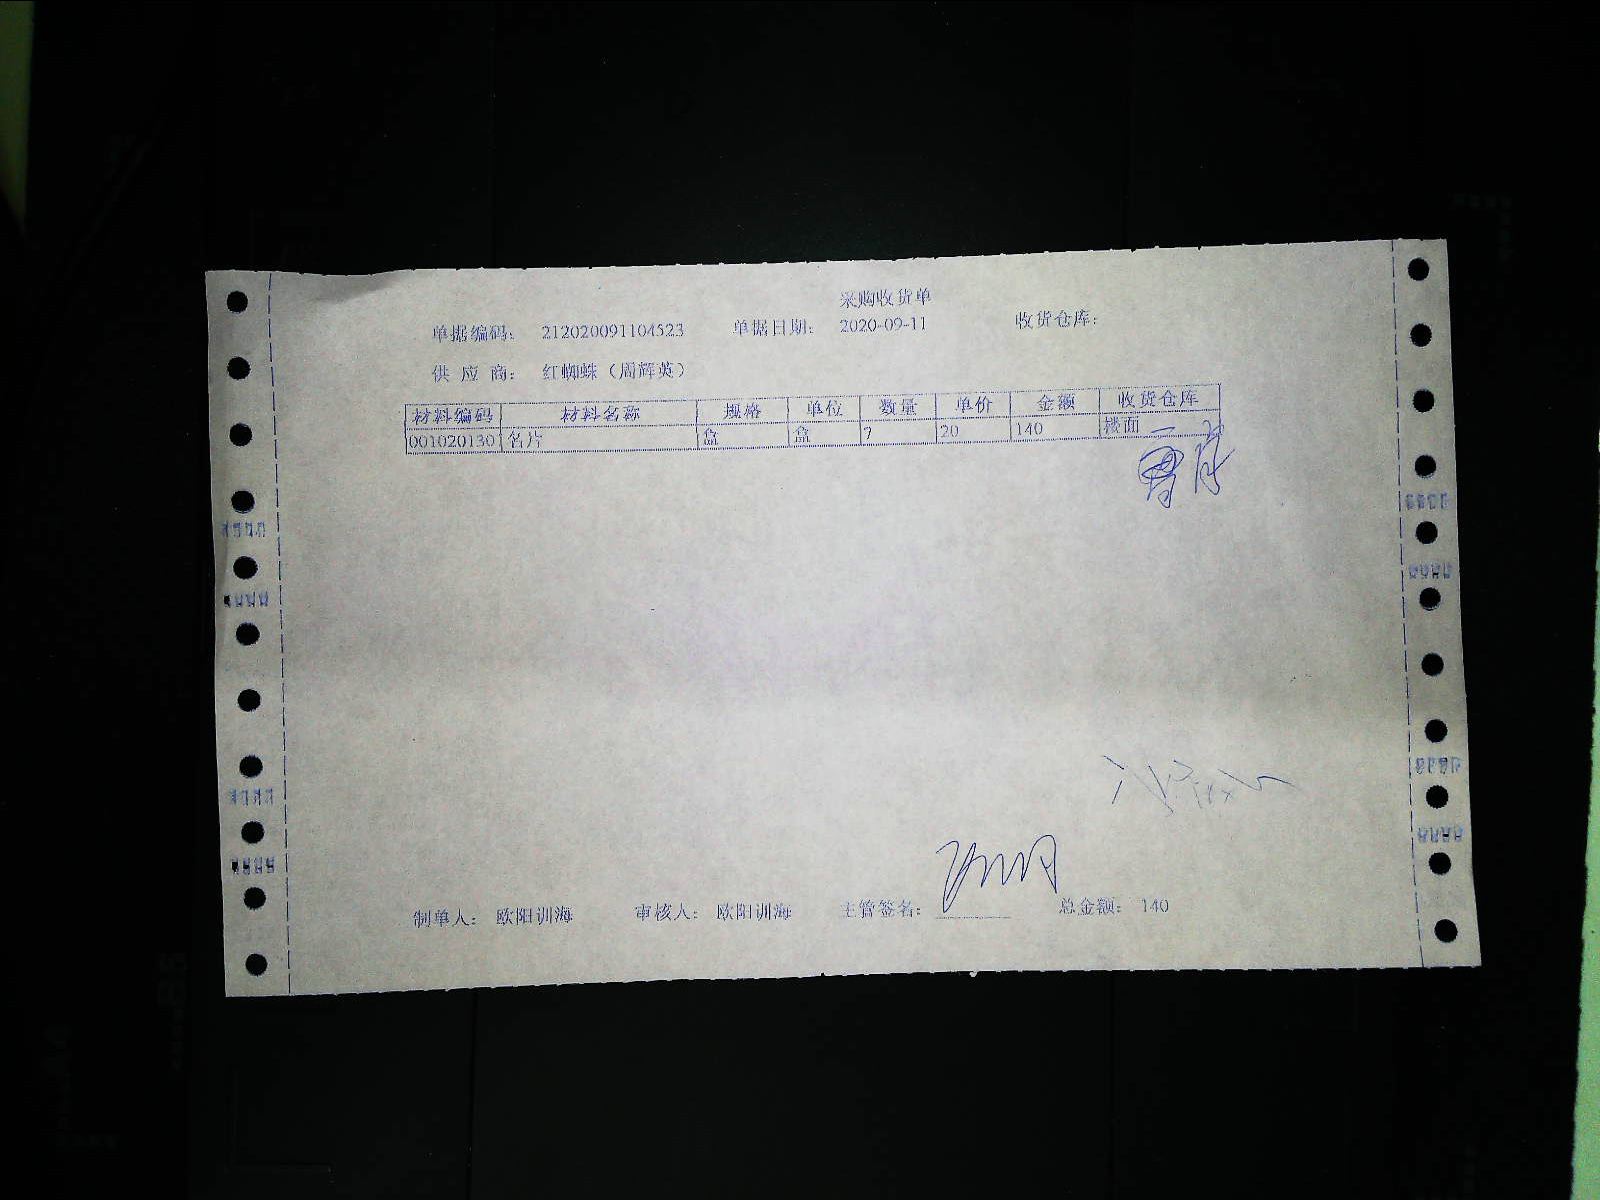 采购收货单
单据编码： 212020091104523 单据日期： 2020-09-11 收货仓库：
供 应 商： 红蜘蛛（周辉英）
材料编码 材料名称 规格 单位 数量 单价 金额 收货仓库
001020130 名片 盒 盒 7 20 140 楼面
制单人： 欧阳训海 审核人： 欧阳训海 主管签名： 总金额： 140